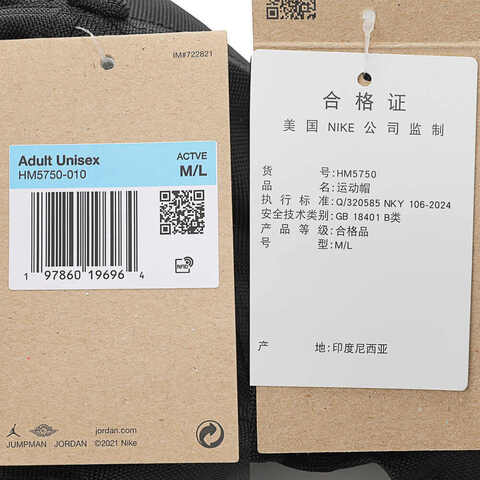 IM#722821
Adult Unisex
HM5750-010
ACTVE
M/L
1 97860 19696 4
RFID
JUMPMAN JORDAN
jordan.com
©2021 Nike
合格证
美国 NIKE 公司监制
货号:HM5750
品名:运动帽
执行标准:Q/320585 NKY 106-2024
安全技术类别:GB 18401 B类
产品等级:合格品
型:M/L
产地:印度尼西亚